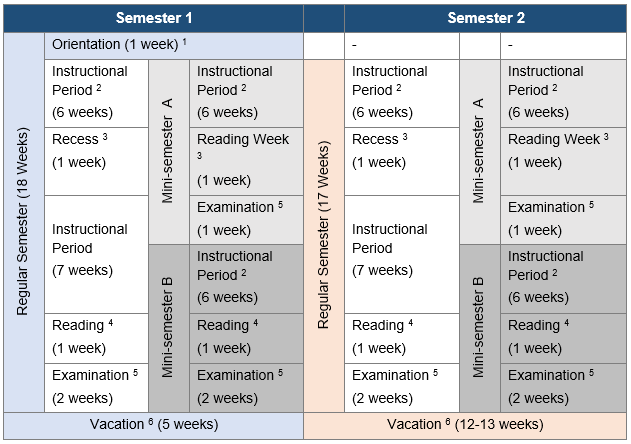 Semester 1
Semester 2
Regular Semester (18 Weeks)
Orientation (1 week) 1
-
-
Instructional
Period 2
(6 weeks)
Mini-semester A
Instructional
Period 2
(6 weeks)
Regular Semester (17 Weeks)
Instructional
Period 2
(6 weeks)
Mini-semester A
Instructional
Period 2
(6 weeks)
Recess 3
(1 week)
Reading Week
3
(1 week)
Recess 3
(1 week)
Reading Week 3
(1 week)
Instructional
Period
(7 weeks)
Examination 5
(1 week)
Instructional
Period
(7 weeks)
Examination 5
(1 week)
Mini-semester B
Instructional
Period 2
(6 weeks)
Mini-semester B
Instructional
Period 2
(6 weeks)
Reading 4
(1 week)
Reading 4
(1 week)
Reading 4
(1 week)
Reading 4
(1 week)
Examination 5
(2 weeks)
Examination 5
(2 weeks)
Examination 5
(2 weeks)
Examination 5
(2 weeks)
Vacation 6 (5 weeks)
Vacation 6 (12-13 weeks)